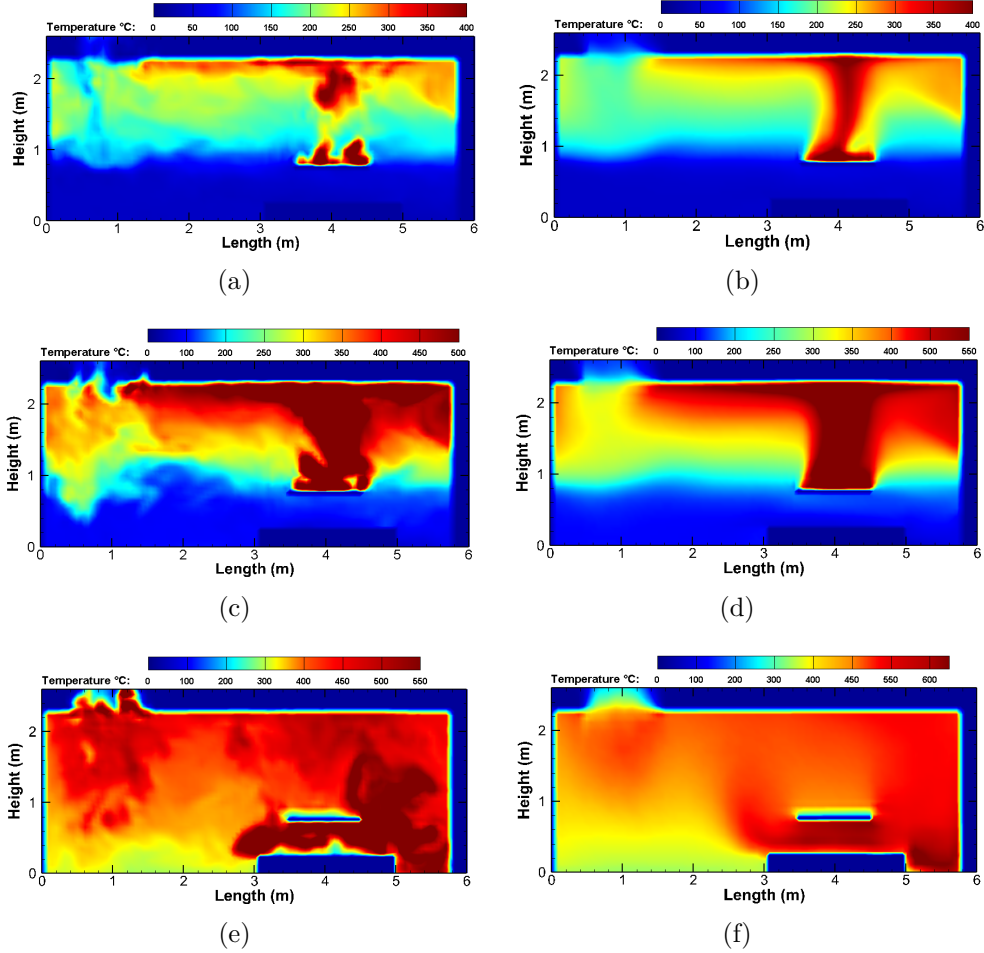 Temperature °C: 0 50 100 150 200 250 300 350 400
Height (m)
2
1
0
0 1 2 3 4 5 6
Length (m)
(a)
Temperature °C: 0 50 100 150 200 250 300 350 400
Height (m)
2
1
0
0 1 2 3 4 5 6
Length (m)
(b)
Temperature °C: 0 100 200 250 300 350 400 500
Height (m)
2
1
0
0 1 2 3 4 5 6
Length (m)
(c)
Temperature °C: 0 100 200 250 350 400 450 550
Height (m)
2
1
0
0 1 2 3 4 5 6
Length (m)
(d)
Temperature °C: 0 100 200 300 400 450 500 550
Height (m)
2
1
0
0 1 2 3 4 5 6
Length (m)
(e)
Temperature °C: 0 100 200 300 400 450 550 600
Height (m)
2
1
0
0 1 2 3 4 5 6
Length (m)
(f)